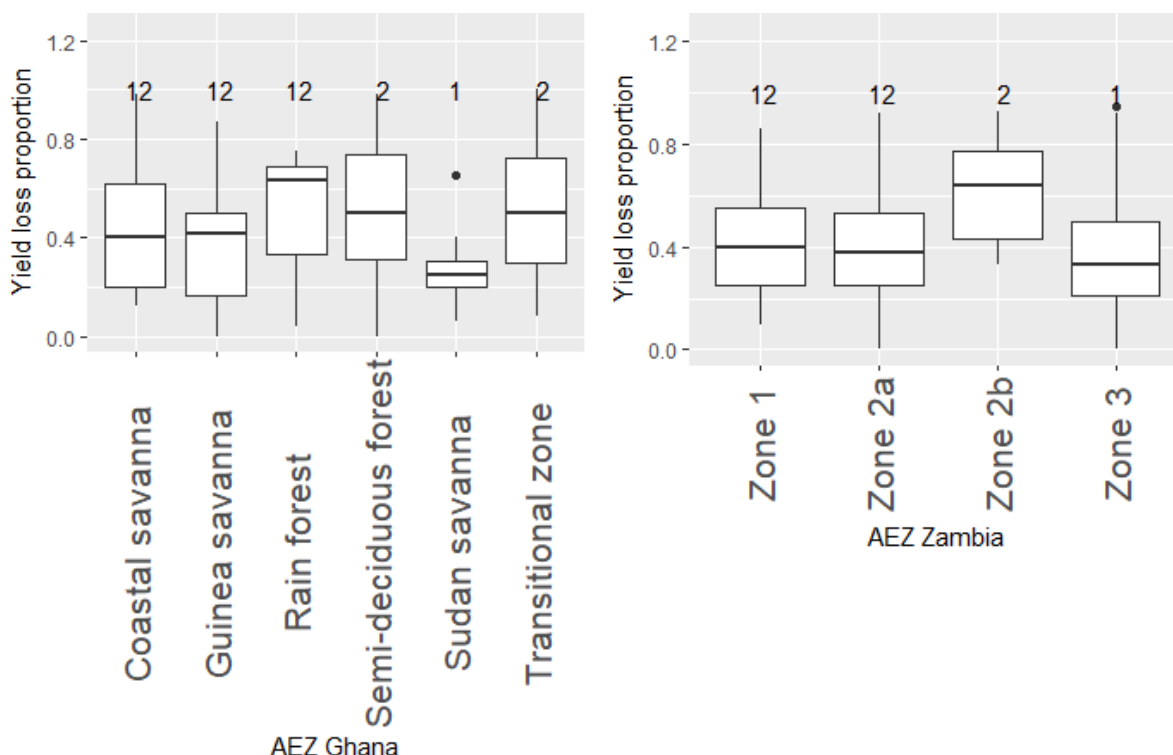 1.2
0.8
0.4
0.0
Yield loss proportion
12 12 12 2 1 2
Coastal savanna
Guinea savanna
Rain forest
Semi-deciduous forest
Sudan savanna
Transitional zone
AEZ Ghana
1.2
0.8
0.4
0.0
Yield loss proportion
12 12 2 1
Zone 1
Zone 2a
Zone 2b
Zone 3
AEZ Zambia